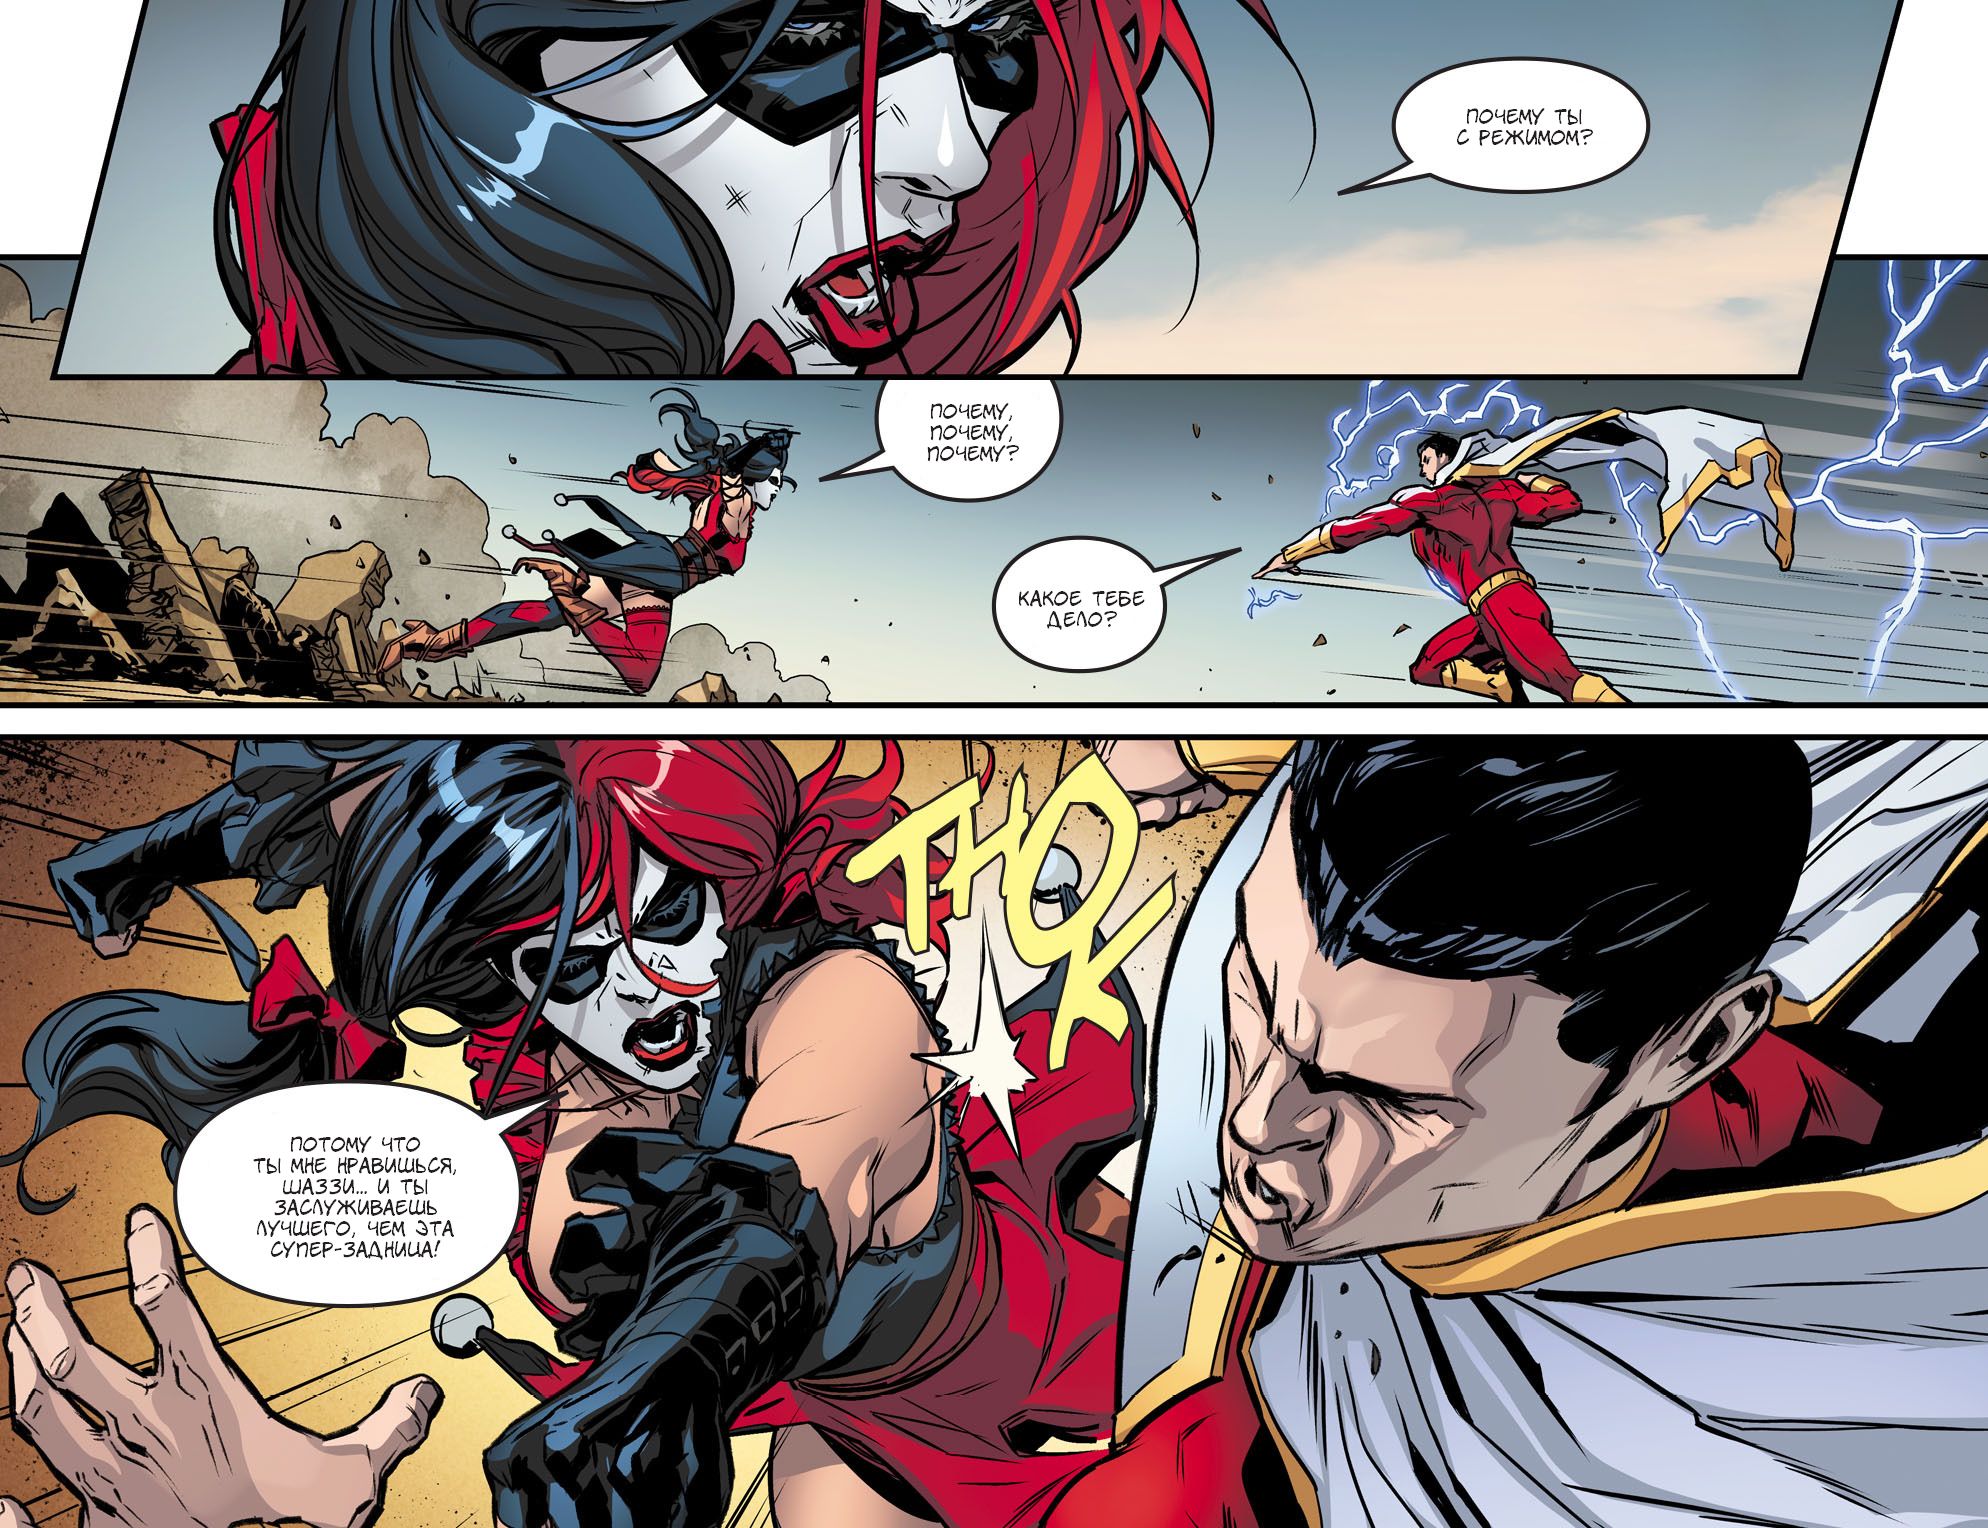 ПОЧЕМУ ТЫ
С РЕЖИМОМ?
ПОЧЕМУ,
ПОЧЕМУ,
ПОЧЕМУ?
КАКОЕ ТЕБЕ
ДЕЛО?
THOK
ПОТОМУ ЧТО
ТЫ МНЕ НРАВИШЬСЯ,
ШАЗЗИ... И ТЫ
ЗАСЛУЖИВАЕШЬ
ЛУЧШЕГО, ЧЕМ ЭТА
СУПЕР-ЗАДНИЦА!